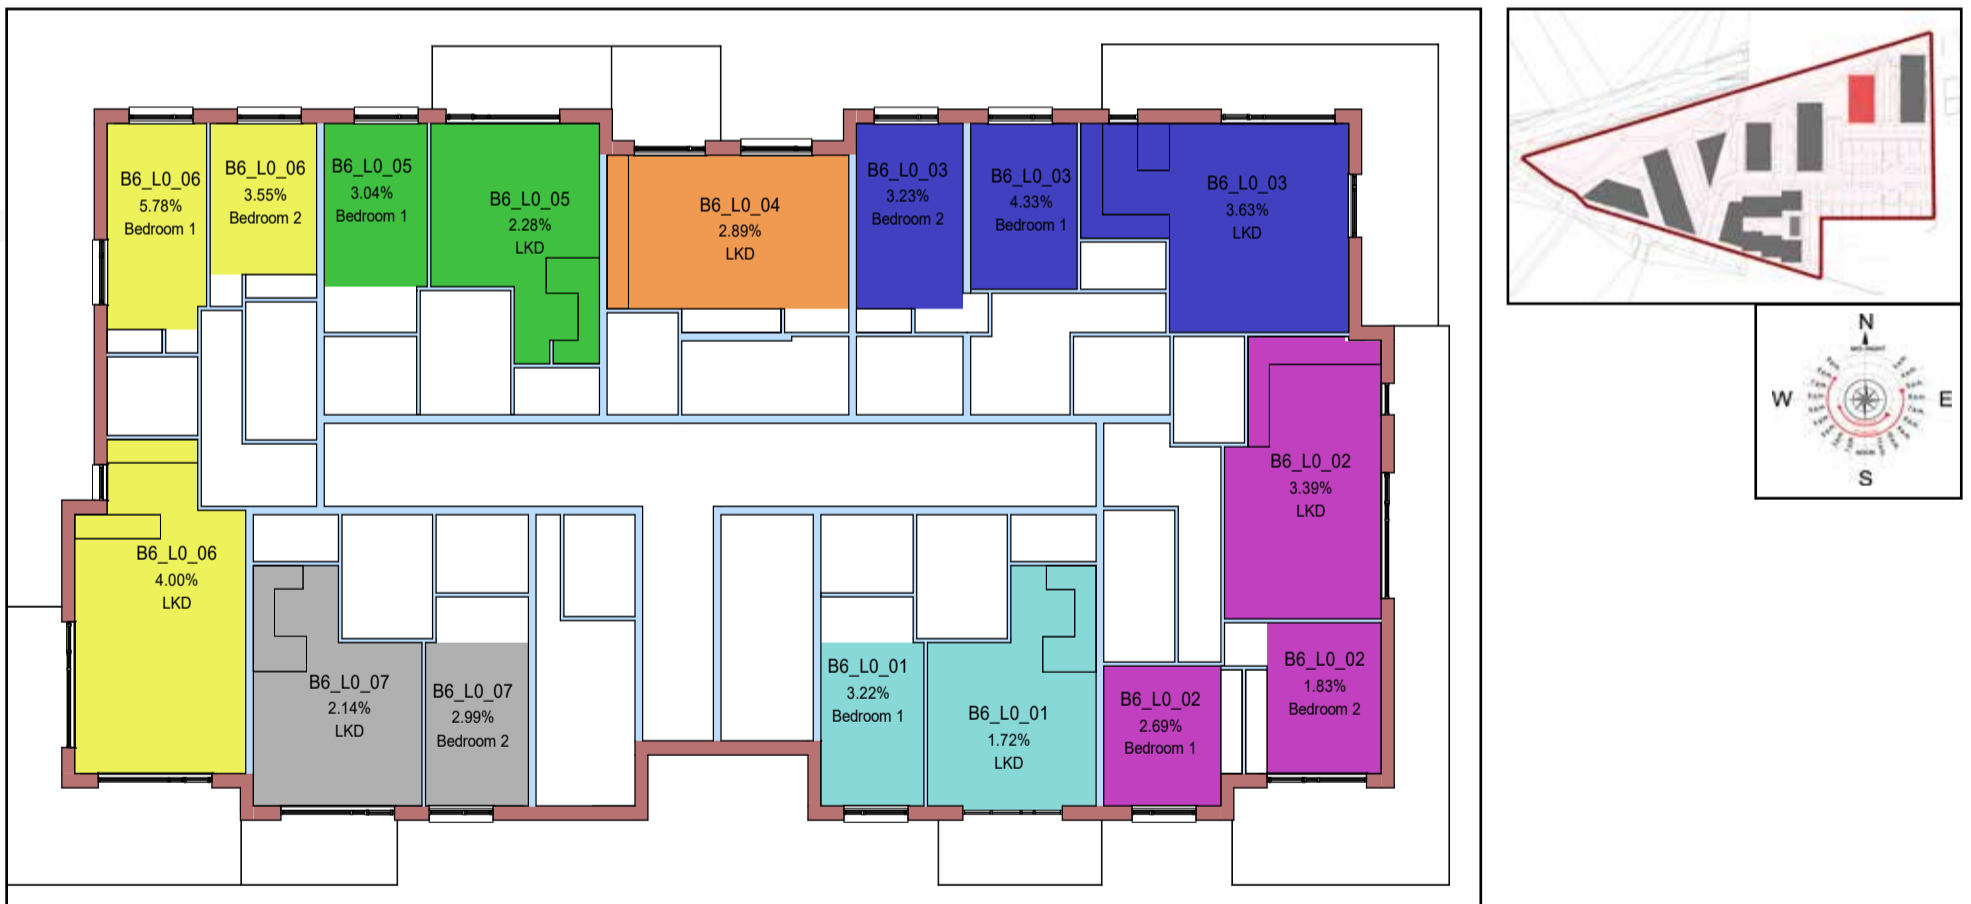 B6_L0_06
5.78%
Bedroom 1
B6_L0_06
3.55%
Bedroom 2
B6_L0_05
3.04%
Bedroom 1
B6_L0_05
2.28%
LKD
B6_L0_04
2.89%
LKD
B6_L0_03
3.23%
Bedroom 2
B6_L0_03
4.33%
Bedroom 1
B6_L0_03
3.63%
LKD
B6_L0_02
3.39%
LKD
B6_L0_06
4.00%
LKD
B6_L0_07
2.14%
LKD
B6_L0_07
2.99%
Bedroom 2
B6_L0_01
3.22%
Bedroom 1
B6_L0_01
1.72%
LKD
B6_L0_02
2.69%
Bedroom 1
B6_L0_02
1.83%
Bedroom 2
N
W
E
S